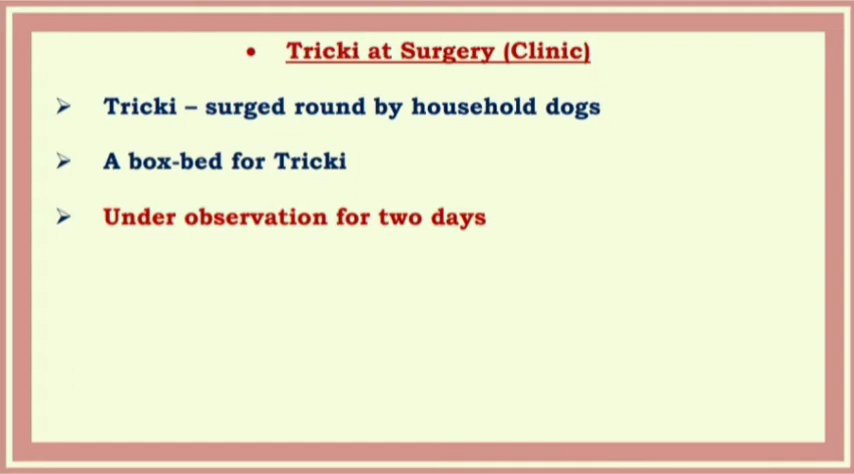 • Tricki at Surgery (Clinic)
➢ Tricki – surged round by household dogs
➢ A box-bed for Tricki
➢ Under observation for two days